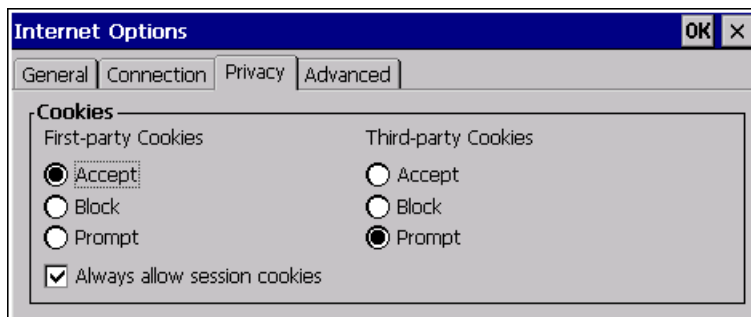 Internet Options OK ×
General Connection Privacy Advanced
Cookies
First-party Cookies Third-party Cookies
Accept Accept
Block Block
Prompt Prompt
Always allow session cookies